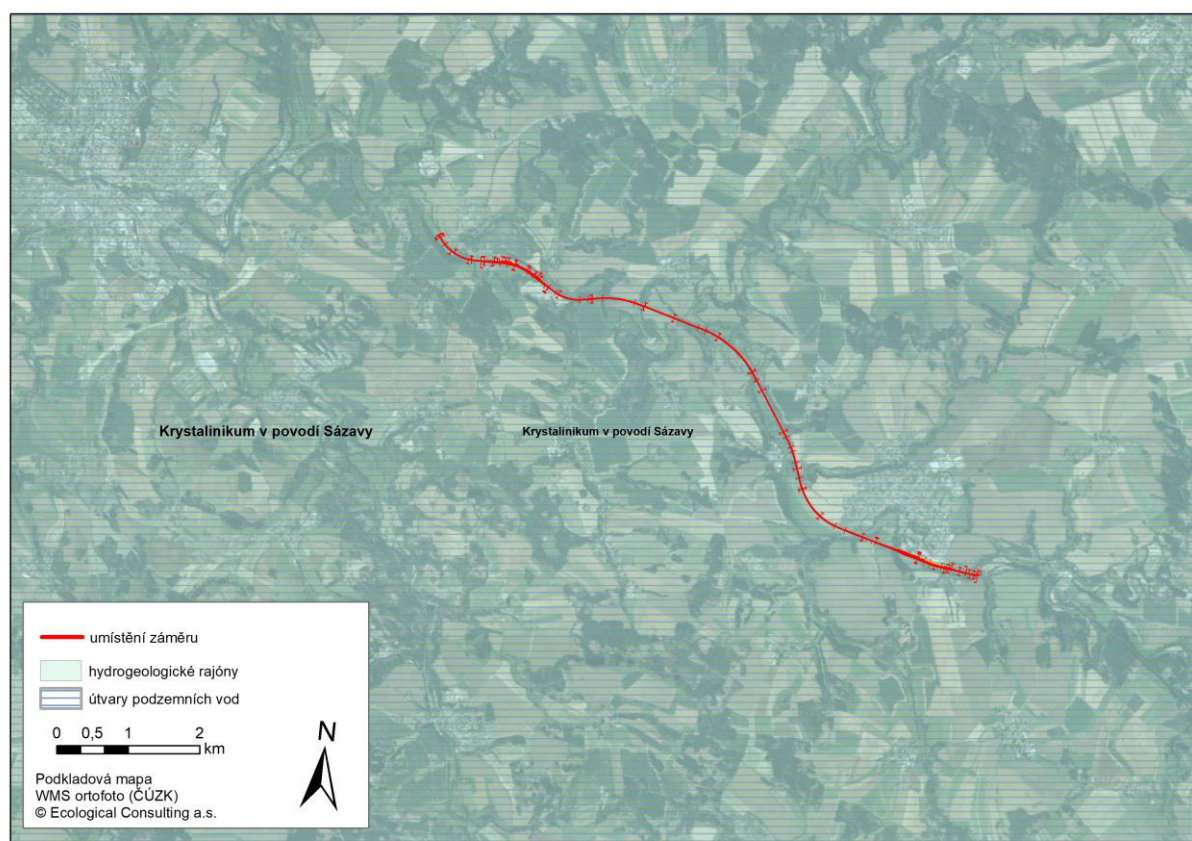 Krystalinikum v povodí Sázavy
Krystalinikum v povodí Sázavy
umístění záměru
hydrogeologické rajóny
útvary podzemních vod
0 0,5 1 2
km
N
Podkladová mapa
WMS ortofoto (ČÚZK)
© Ecological Consulting a.s.